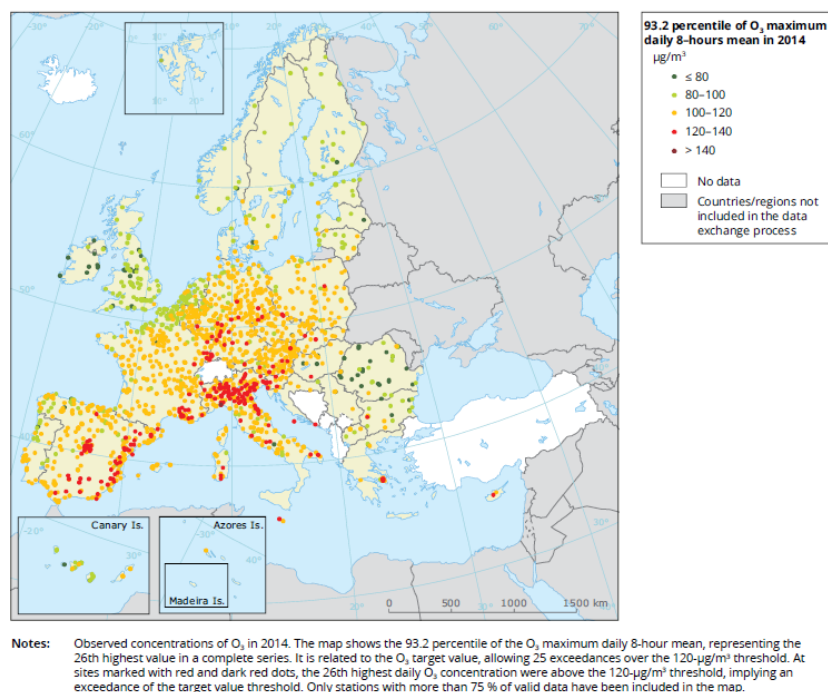 93.2 percentile of O₃ maximum
daily 8–hours mean in 2014
µg/m³
≤ 80
80–100
100–120
120–140
> 140
No data
Countries/regions not
included in the data
exchange process
Canary Is.
Azores Is.
Madeira Is.
0 500 1000 1500 km
Notes: Observed concentrations of O₃ in 2014. The map shows the 93.2 percentile of the O₃ maximum daily 8-hour mean, representing the
26th highest value in a complete series. It is related to the O₃ target value, allowing 25 exceedances over the 120-µg/m³ threshold. At
sites marked with red and dark red dots, the 26th highest daily O₃ concentration were above the 120-µg/m³ threshold, implying an
exceedance of the target value threshold. Only stations with more than 75 % of valid data have been included in the map.